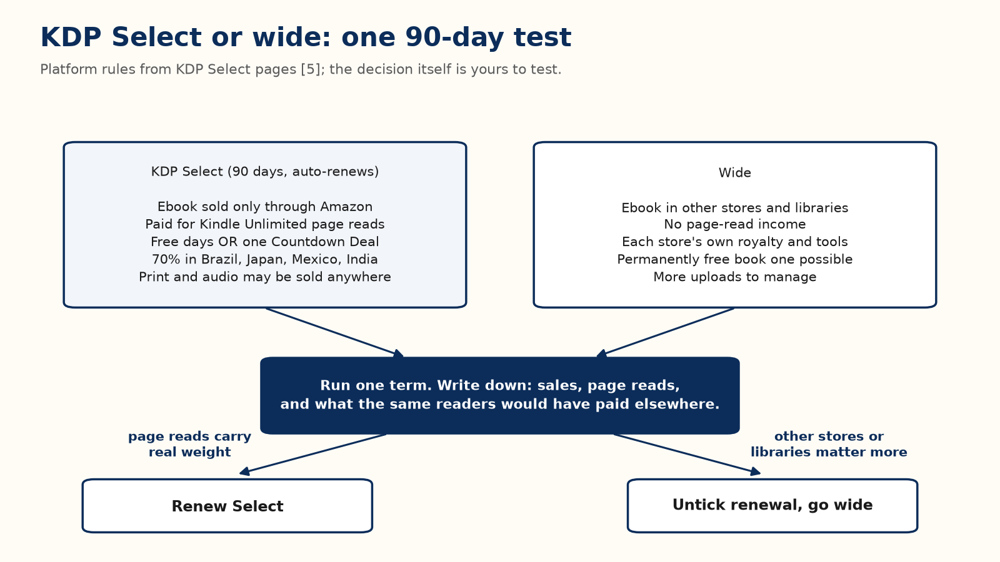 KDP Select or wide: one 90-day test
Platform rules from KDP Select pages [5]; the decision itself is yours to test.
KDP Select (90 days, auto-renews)
Ebook sold only through Amazon
Paid for Kindle Unlimited page reads
Free days OR one Countdown Deal
70% in Brazil, Japan, Mexico, India
Print and audio may be sold anywhere
Wide
Ebook in other stores and libraries
No page-read income
Each store's own royalty and tools
Permanently free book one possible
More uploads to manage
Run one term. Write down: sales, page reads,
and what the same readers would have paid elsewhere.
page reads carry
real weight
other stores or
libraries matter more
Renew Select
Untick renewal, go wide